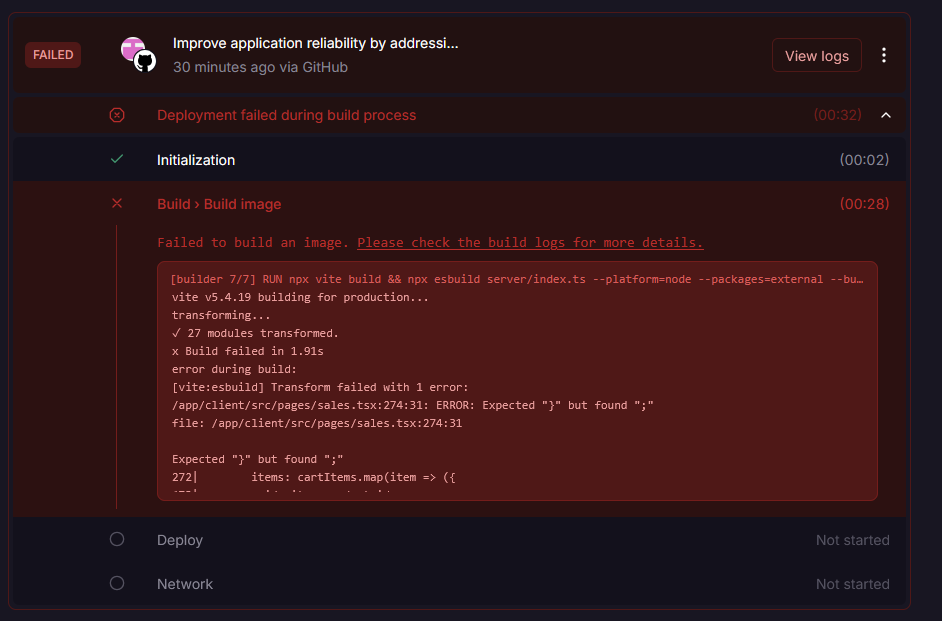 FAILED
Improve application reliability by addressi...
30 minutes ago via GitHub
View logs
Deployment failed during build process
(00:32)
Initialization
(00:02)
Build › Build image
(00:28)
Failed to build an image. Please check the build logs for more details.
[builder 7/7] RUN npx vite build && npx esbuild server/index.ts --platform=node --packages=external --bu…
vite v5.4.19 building for production...
transforming...
✓ 27 modules transformed.
x Build failed in 1.91s
error during build:
[vite:esbuild] Transform failed with 1 error:
/app/client/src/pages/sales.tsx:274:31: ERROR: Expected "}" but found ";"
file: /app/client/src/pages/sales.tsx:274:31
Expected "}" but found ";"
272|        items: cartItems.map(item => ({
Deploy
Not started
Network
Not started